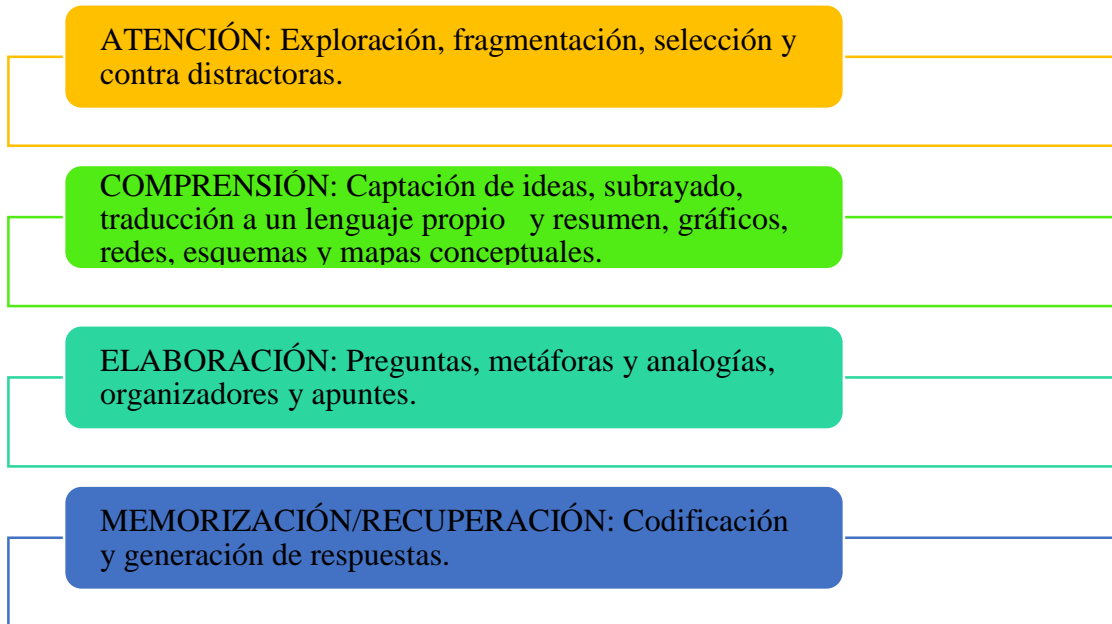 ATENCIÓN: Exploración, fragmentación, selección y
contra distractoras.
COMPRENSIÓN: Captación de ideas, subrayado,
traducción a un lenguaje propio y resumen, gráficos,
redes, esquemas y mapas conceptuales.
ELABORACIÓN: Preguntas, metáforas y analogías,
organizadores y apuntes.
MEMORIZACIÓN/RECUPERACIÓN: Codificación
y generación de respuestas.